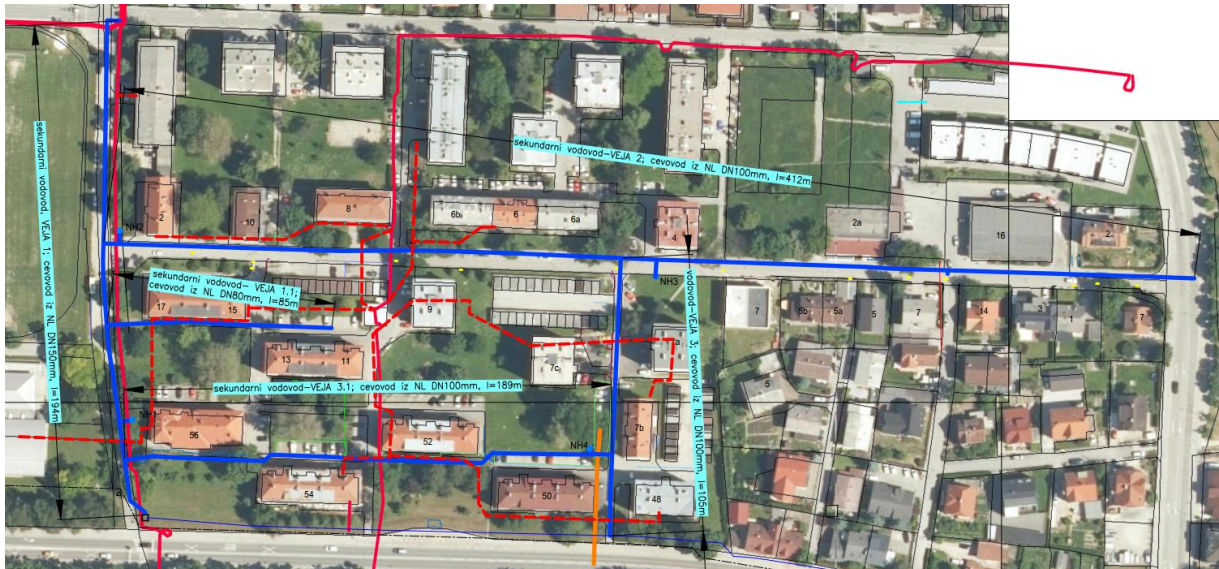 sekundarni vodovod-VEJA 2; cevovod iz NL DN100mm, l=412m
sekundarni vodovod, VEJA 1; cevovod iz NL DN150mm, l=194m
2
10
8
6b
6
6a
4
2a
16
2
NH2
sekundarni vodovod- VEJA 1.1;
cevovod iz NL DN80mm, l=85m
NH3
17
15
9
7
5b
5a
5
7
14
3
1
7
13
11
7c
a
5
vodovod-VEJA 3; cevovod iz NL DN100mm, l=105m
sekundarni vodovod-VEJA 3.1; cevovod iz NL DN100mm, l=189m
56
52
7b
NH4
54
50
48